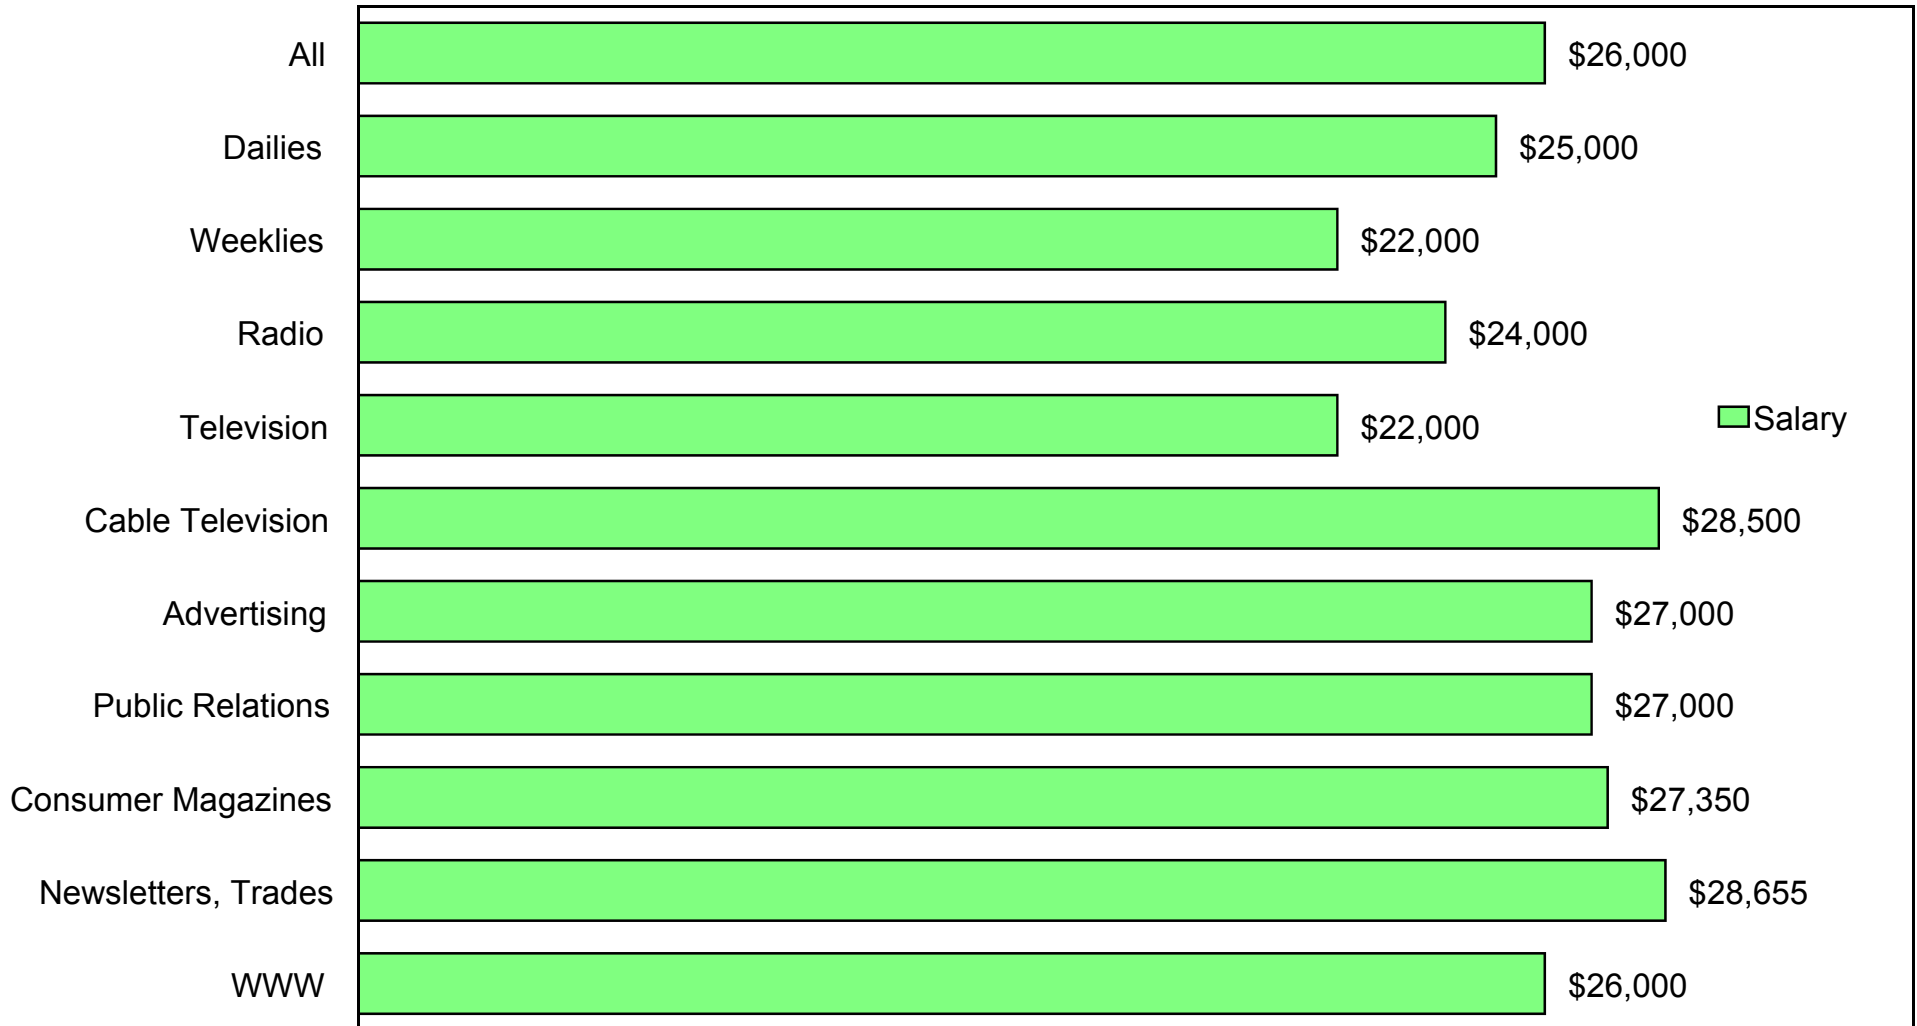 All $26,000
Dailies $25,000
Weeklies $22,000
Radio $24,000
Television $22,000
Salary
Cable Television $28,500
Advertising $27,000
Public Relations $27,000
Consumer Magazines $27,350
Newsletters, Trades $28,655
WWW $26,000